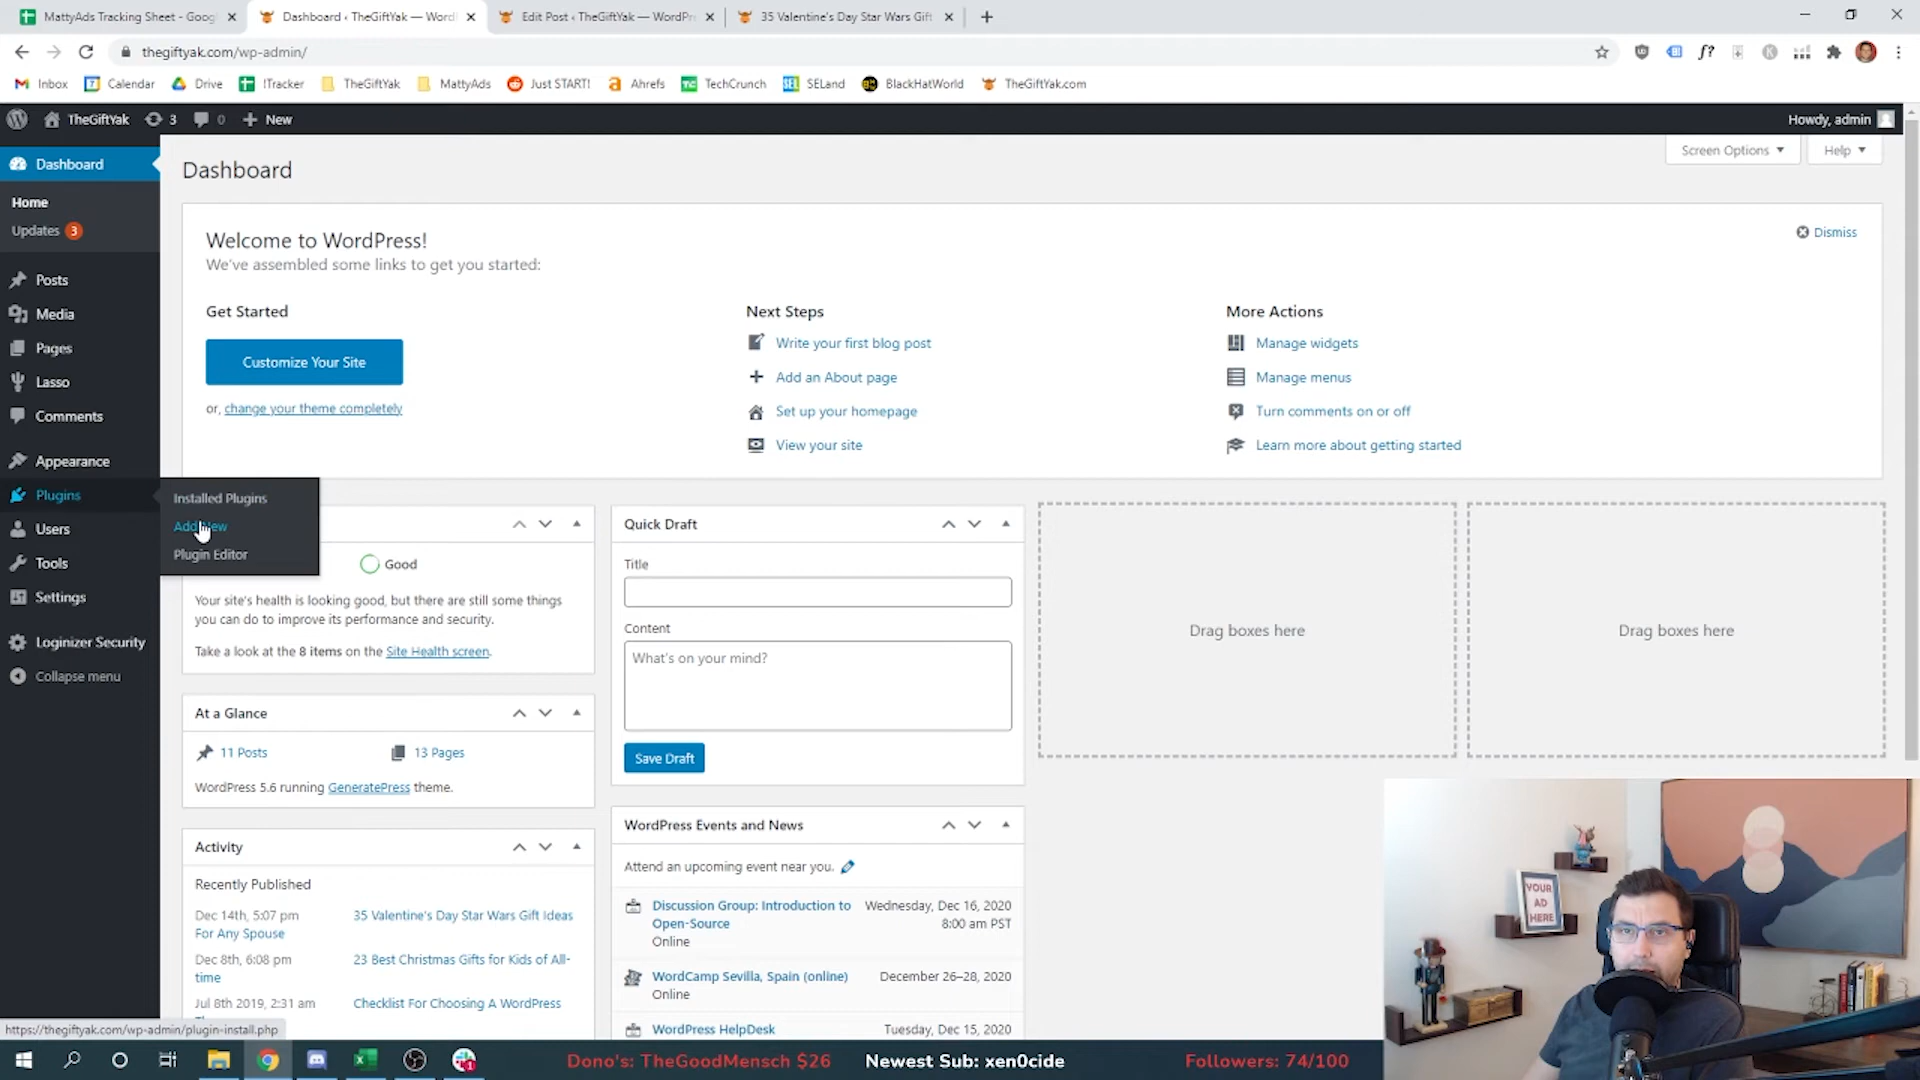 MattyAds Tracking Sheet - Goog
Dashboard ‹ TheGiftYak — Word
Edit Post ‹ TheGiftYak — WordPr
35 Valentine's Day Star Wars Gift
thegiftyak.com/wp-admin/
Inbox
Calendar
Drive
!Tracker
TheGiftYak
MattyAds
Just START!
Ahrefs
TechCrunch
SELand
BlackHatWorld
TheGiftYak.com
TheGiftYak
3
0
New
Howdy, admin
Dashboard
Home
Updates 3
Posts
Media
Pages
Lasso
Comments
Appearance
Plugins
Users
Tools
Settings
Loginizer Security
Collapse menu
Installed Plugins
Add New
Plugin Editor
Dashboard
Screen Options
Help
Welcome to WordPress!
We've assembled some links to get you started:
Dismiss
Get Started
Customize Your Site
or, change your theme completely
Next Steps
Write your first blog post
Add an About page
Set up your homepage
View your site
More Actions
Manage widgets
Manage menus
Turn comments on or off
Learn more about getting started
Good
Your site's health is looking good, but there are still some things
you can do to improve its performance and security.
Take a look at the 8 items on the Site Health screen.
At a Glance
11 Posts
13 Pages
WordPress 5.6 running GeneratePress theme.
Activity
Recently Published
Dec 14th, 5:07 pm 35 Valentine's Day Star Wars Gift Ideas
For Any Spouse
Dec 8th, 6:08 pm 23 Best Christmas Gifts for Kids of All-
time
Jul 8th 2019, 2:31 am Checklist For Choosing A WordPress
Quick Draft
Title
Content
What's on your mind?
Save Draft
WordPress Events and News
Attend an upcoming event near you.
Discussion Group: Introduction to Wednesday, Dec 16, 2020
Open-Source 8:00 am PST
Online
WordCamp Sevilla, Spain (online) December 26–28, 2020
Online
WordPress HelpDesk Tuesday, Dec 15, 2020
Drag boxes here
Drag boxes here
YOUR
AD
HERE
https://thegiftyak.com/wp-admin/plugin-install.php
Dono's: TheGoodMensch $26
Newest Sub: xen0cide
Followers: 74/100